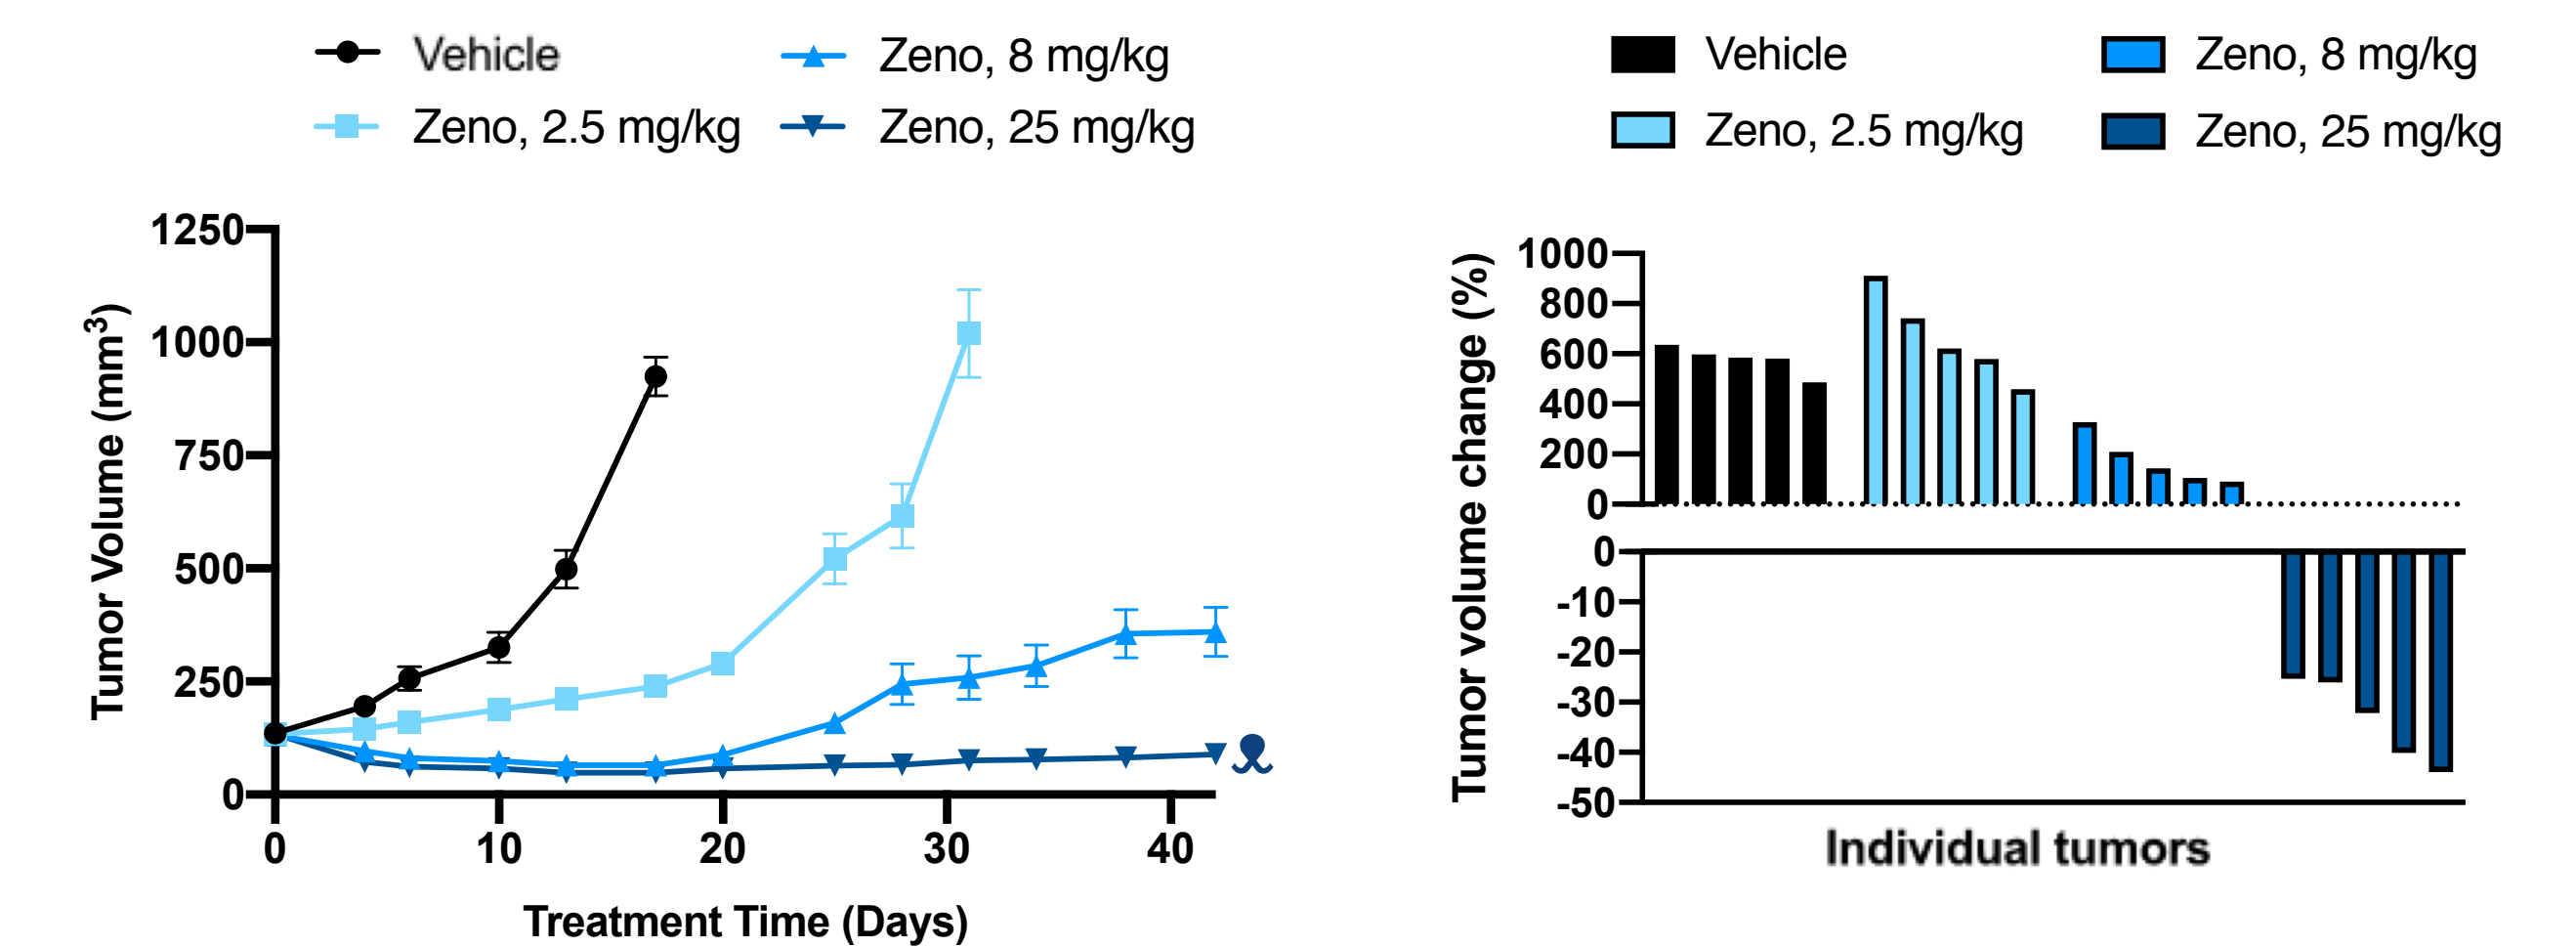 Vehicle
Zeno, 8 mg/kg
Zeno, 2.5 mg/kg
Zeno, 25 mg/kg
Tumor Volume (mm³)
1250
1000
750
500
250
0
0 10 20 30 40
Treatment Time (Days)
Vehicle
Zeno, 8 mg/kg
Zeno, 2.5 mg/kg
Zeno, 25 mg/kg
Tumor volume change (%)
1000
800
600
400
200
0
0
-10
-20
-30
-40
-50
Individual tumors